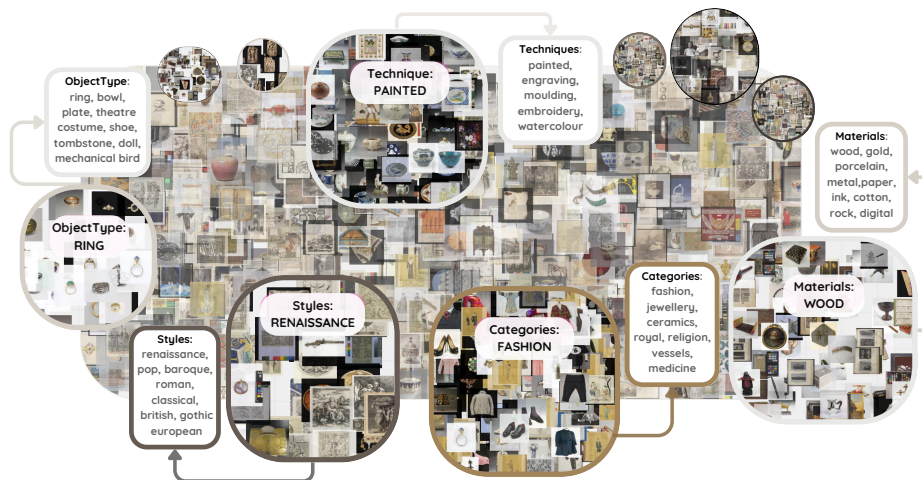 ObjectType:
ring, bowl,
plate, theatre
costume, shoe,
tombstone, doll,
mechanical bird
Technique:
PAINTED
Techniques:
painted,
engraving,
moulding,
embroidery,
watercolour
Materials:
wood, gold,
porcelain,
metal,paper,
ink, cotton,
rock, digital
ObjectType:
RING
Styles:
RENAISSANCE
Styles:
renaissance,
pop, baroque,
roman,
classical,
british, gothic
european
Categories:
FASHION
Categories:
fashion,
jewellery,
ceramics,
royal, religion,
vessels,
medicine
Materials:
WOOD